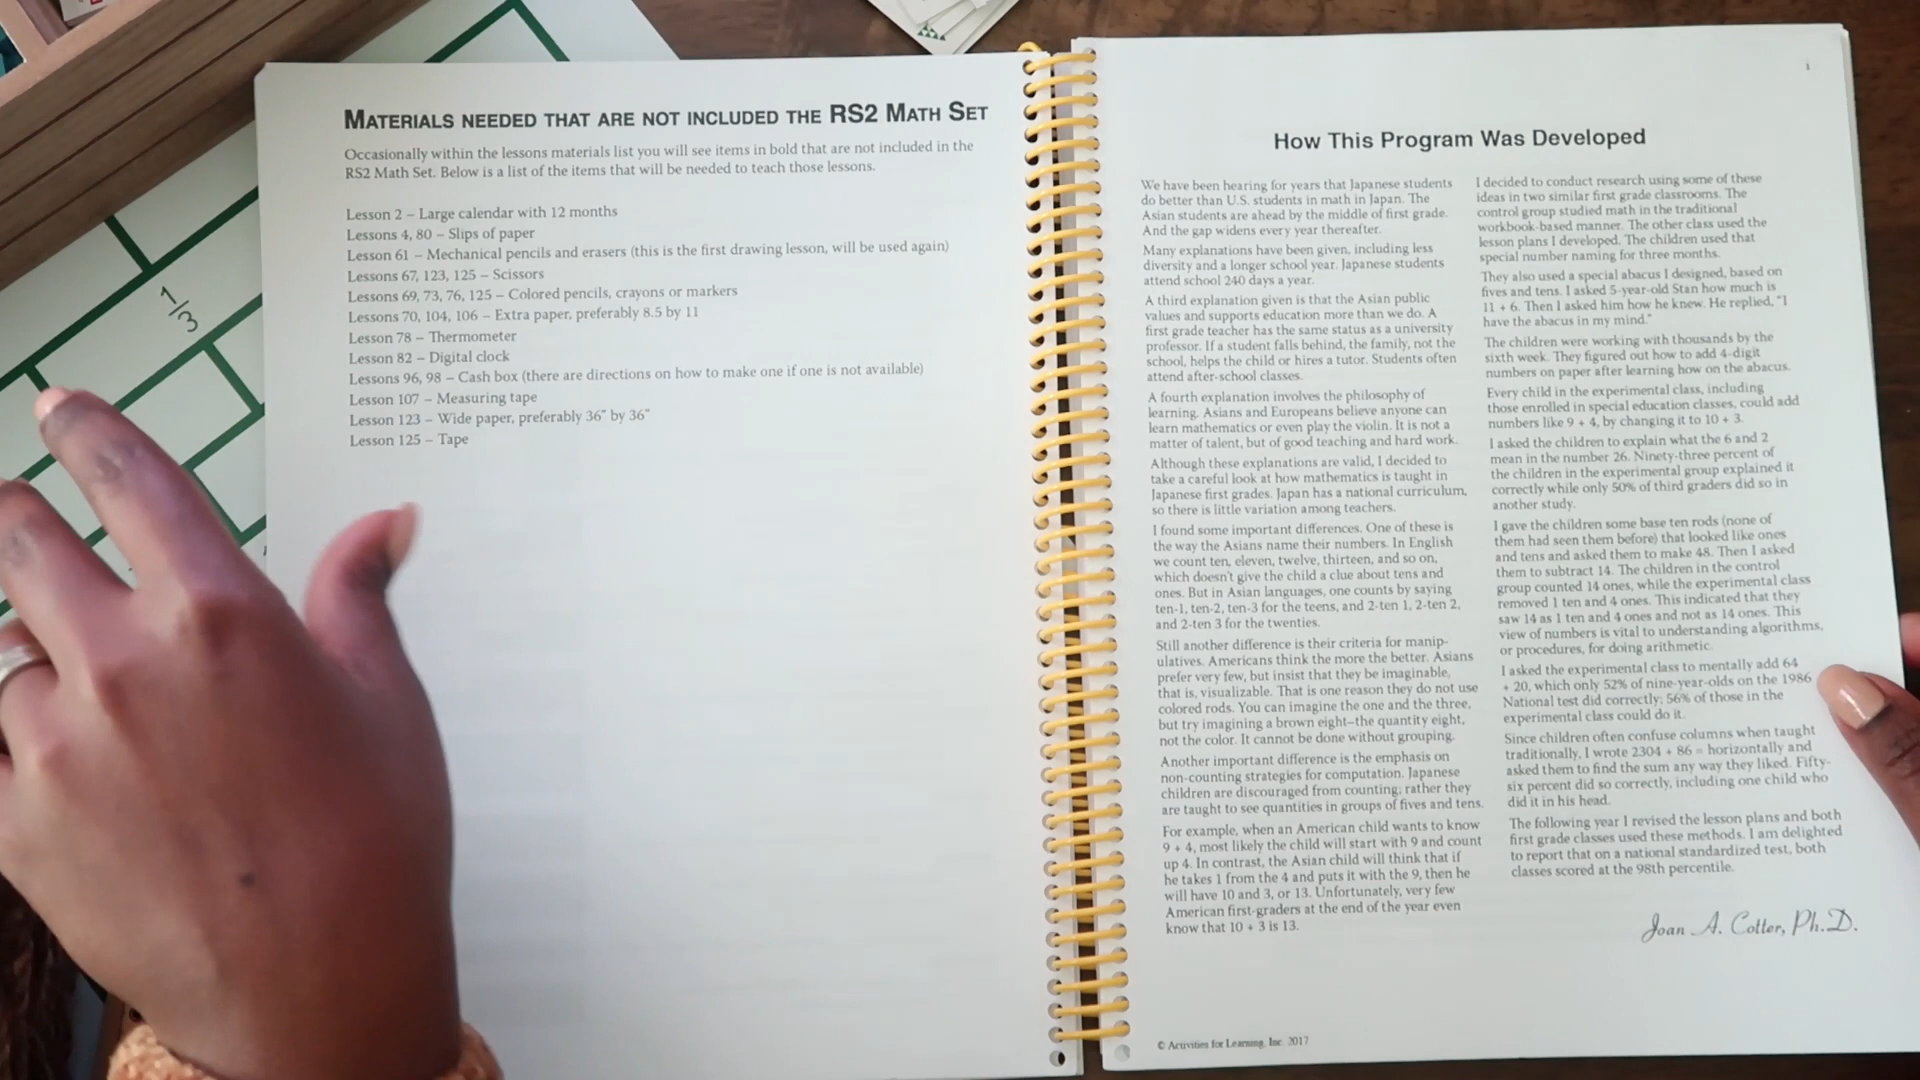 MATERIALS NEEDED THAT ARE NOT INCLUDED THE RS2 MATH SET
Occasionally within the lessons materials list you will see items in bold that are not included in the
RS2 Math Set. Below is a list of the items that will be needed to teach those lessons.
Lesson 2 – Large calendar with 12 months
Lessons 4, 80 – Slips of paper
Lesson 61 – Mechanical pencils and erasers (this is the first drawing lesson, will be used again)
Lessons 67, 123, 125 – Scissors
Lessons 69, 73, 76, 125 – Colored pencils, crayons or markers
Lessons 70, 104, 106 – Extra paper, preferably 8.5 by 11
Lesson 78 – Thermometer
Lesson 82 – Digital clock
Lessons 96, 98 – Cash box (there are directions on how to make one if one is not available)
Lesson 107 – Measuring tape
Lesson 123 – Wide paper, preferably 36" by 36"
Lesson 125 – Tape
1/3
i
How This Program Was Developed
We have been hearing for years that Japanese students
do better than U.S. students in math in Japan. The
Asian students are ahead by the middle of first grade.
And the gap widens every year thereafter.
Many explanations have been given, including less
diversity and a longer school year. Japanese students
attend school 240 days a year.
A third explanation given is that the Asian public
values and supports education more than we do. A
first grade teacher has the same status as a university
professor. If a student falls behind, the family, not the
school, helps the child or hires a tutor. Students often
attend after-school classes.
A fourth explanation involves the philosophy of
learning. Asians and Europeans believe anyone can
learn mathematics or even play the violin. It is not a
matter of talent, but of good teaching and hard work.
Although these explanations are valid, I decided to
take a careful look at how mathematics is taught in
Japanese first grades. Japan has a national curriculum,
so there is little variation among teachers.
I found some important differences. One of these is
the way the Asians name their numbers. In English
we count ten, eleven, twelve, thirteen, and so on,
which doesn't give the child a clue about tens and
ones. But in Asian languages, one counts by saying
ten-1, ten-2, ten-3 for the teens, and 2-ten 1, 2-ten 2,
and 2-ten 3 for the twenties.
Still another difference is their criteria for manip-
ulatives. Americans think the more the better. Asians
prefer very few, but insist that they be imaginable,
that is, visualizable. That is one reason they do not use
colored rods. You can imagine the one and the three,
but try imagining a brown eight–the quantity eight,
not the color. It cannot be done without grouping.
Another important difference is the emphasis on
non-counting strategies for computation. Japanese
children are discouraged from counting; rather they
are taught to see quantities in groups of fives and tens.
For example, when an American child wants to know
9 + 4, most likely the child will start with 9 and count
up 4. In contrast, the Asian child will think that if
he takes 1 from the 4 and puts it with the 9, then he
will have 10 and 3, or 13. Unfortunately, very few
American first-graders at the end of the year even
know that 10 + 3 is 13.
I decided to conduct research using some of these
ideas in two similar first grade classrooms. The
control group studied math in the traditional
workbook-based manner. The other class used the
lesson plans I developed. The children used that
special number naming for three months.
They also used a special abacus I designed, based on
fives and tens. I asked 5-year-old Stan how much is
11 + 6. Then I asked him how he knew. He replied, "I
have the abacus in my mind."
The children were working with thousands by the
sixth week. They figured out how to add 4-digit
numbers on paper after learning how on the abacus.
Every child in the experimental class, including
those enrolled in special education classes, could add
numbers like 9 + 4, by changing it to 10 + 3.
I asked the children to explain what the 6 and 2
mean in the number 26. Ninety-three percent of
the children in the experimental group explained it
correctly while only 50% of third graders did so in
another study.
I gave the children some base ten rods (none of
them had seen them before) that looked like ones
and tens and asked them to make 48. Then I asked
them to subtract 14. The children in the control
group counted 14 ones, while the experimental class
removed 1 ten and 4 ones. This indicated that they
saw 14 as 1 ten and 4 ones and not as 14 ones. This
view of numbers is vital to understanding algorithms,
or procedures, for doing arithmetic.
I asked the experimental class to mentally add 64
+ 20, which only 52% of nine-year-olds on the 1986
National test did correctly; 56% of those in the
experimental class could do it.
Since children often confuse columns when taught
traditionally, I wrote 2304 + 86 = horizontally and
asked them to find the sum any way they liked. Fifty-
six percent did so correctly, including one child who
did it in his head.
The following year I revised the lesson plans and both
first grade classes used these methods. I am delighted
to report that on a national standardized test, both
classes scored at the 98th percentile.
Joan A. Cotter, Ph.D.
© Activities for Learning, Inc. 2017